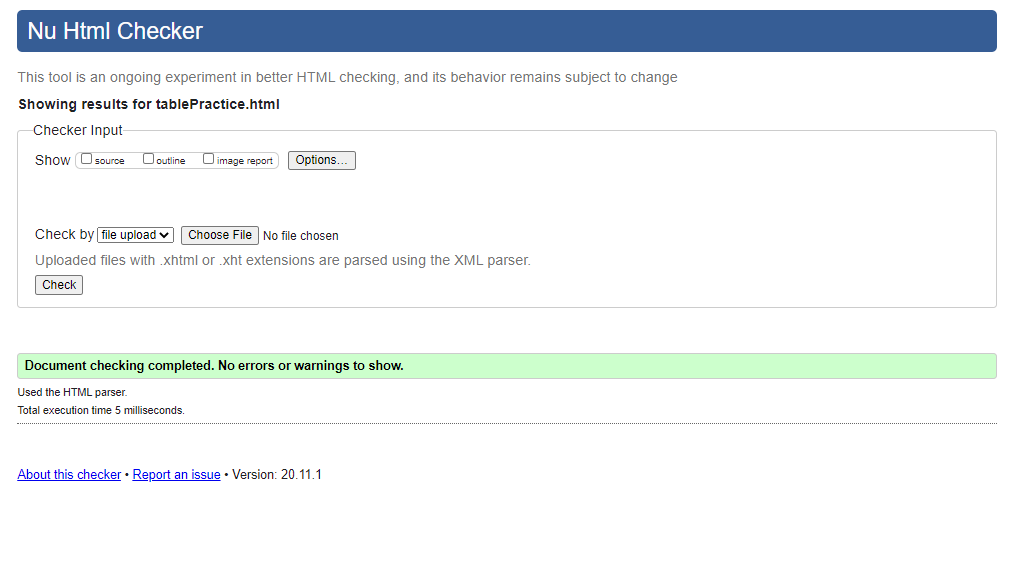 Nu Html Checker
This tool is an ongoing experiment in better HTML checking, and its behavior remains subject to change
Showing results for tablePractice.html
Checker Input
Show source outline image report Options...
Check by file upload Choose File No file chosen
Uploaded files with .xhtml or .xht extensions are parsed using the XML parser.
Check
Document checking completed. No errors or warnings to show.
Used the HTML parser.
Total execution time 5 milliseconds.
About this checker • Report an issue • Version: 20.11.1